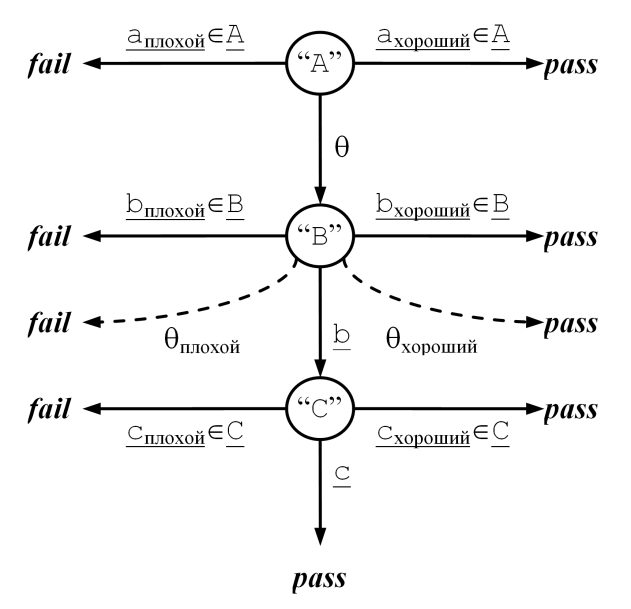 a плохой∈A a хороший∈A
fail “A” pass
θ
b плохой∈B b хороший∈B
fail “B” pass
fail θ плохой b θ хороший pass
fail “C” pass
c плохой∈C c хороший∈C
c
pass